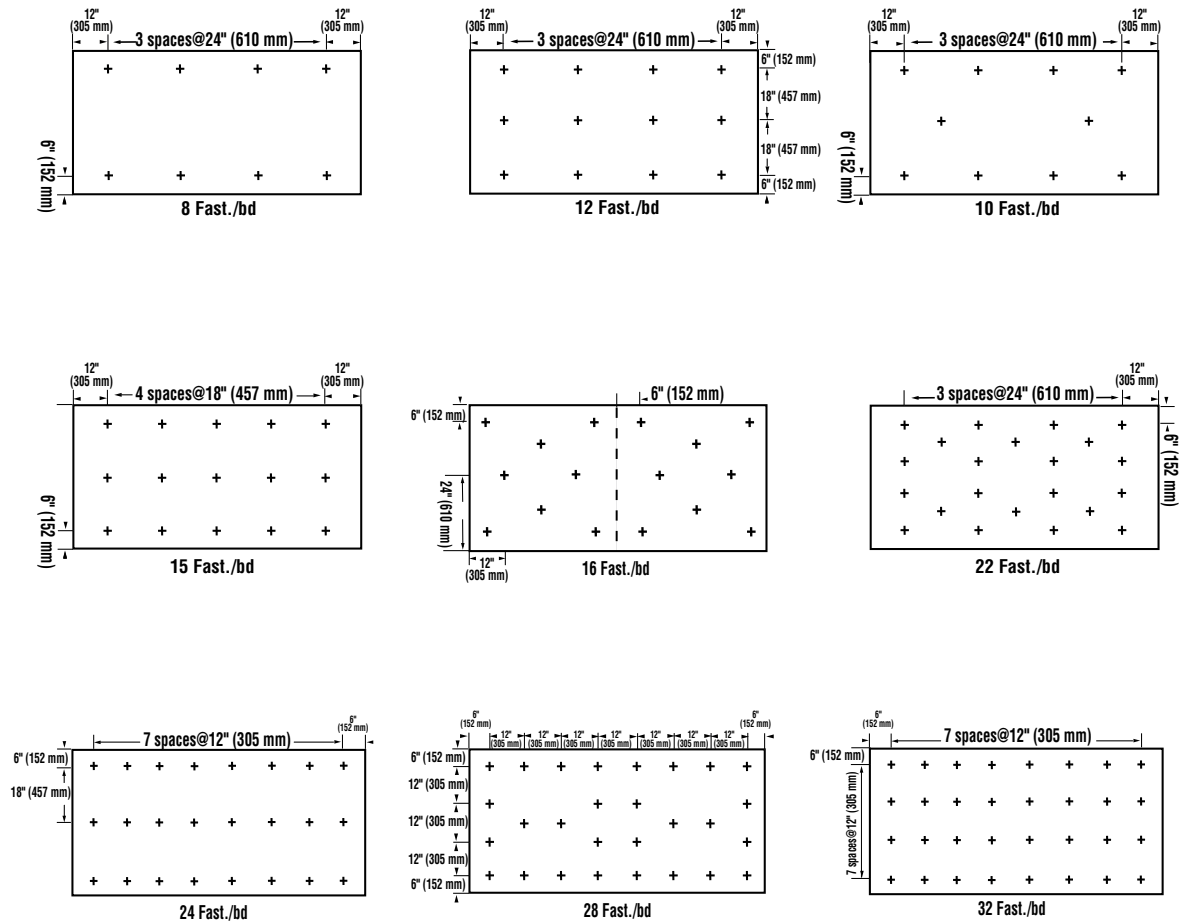 12"
(305 mm)
3 spaces@24" (610 mm)
12"
(305 mm)
6" (152 mm)
8 Fast./bd
12"
(305 mm)
3 spaces@24" (610 mm)
12"
(305 mm)
6" (152 mm)
18" (457 mm)
18" (457 mm)
6" (152 mm)
12 Fast./bd
12"
(305 mm)
3 spaces@24" (610 mm)
12"
(305 mm)
6" (152 mm)
10 Fast./bd
12"
(305 mm)
4 spaces@18" (457 mm)
12"
(305 mm)
6" (152 mm)
15 Fast./bd
6" (152 mm)
6" (152 mm)
24" (610 mm)
12"
(305 mm)
16 Fast./bd
3 spaces@24" (610 mm)
12"
(305 mm)
6" (152 mm)
22 Fast./bd
7 spaces@12" (305 mm)
6"
(152 mm)
6" (152 mm)
18" (457 mm)
24 Fast./bd
6"
(152 mm)
12"
(305 mm)
12"
(305 mm)
12"
(305 mm)
12"
(305 mm)
12"
(305 mm)
12"
(305 mm)
12"
(305 mm)
6"
(152 mm)
6" (152 mm)
12" (305 mm)
12" (305 mm)
12" (305 mm)
6" (152 mm)
28 Fast./bd
6"
(152 mm)
7 spaces@12" (305 mm)
6" (152 mm)
7 spaces@12" (305 mm)
32 Fast./bd